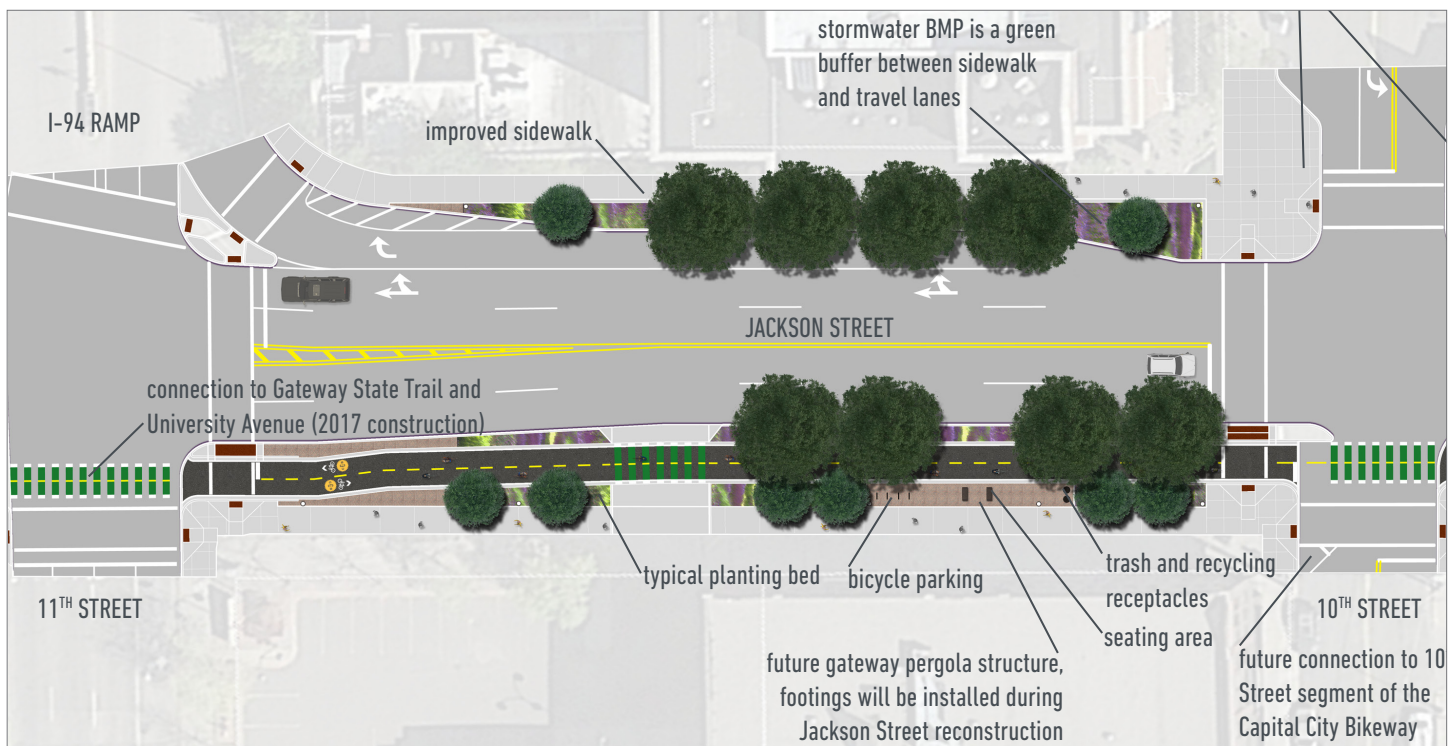 stormwater BMP is a green
buffer between sidewalk
and travel lanes
I-94 RAMP
improved sidewalk
JACKSON STREET
connection to Gateway State Trail and
University Avenue (2017 construction)
typical planting bed
bicycle parking
trash and recycling
receptacles
seating area
11TH STREET
10TH STREET
future gateway pergola structure,
footings will be installed during
Jackson Street reconstruction
future connection to 10
Street segment of the
Capital City Bikeway